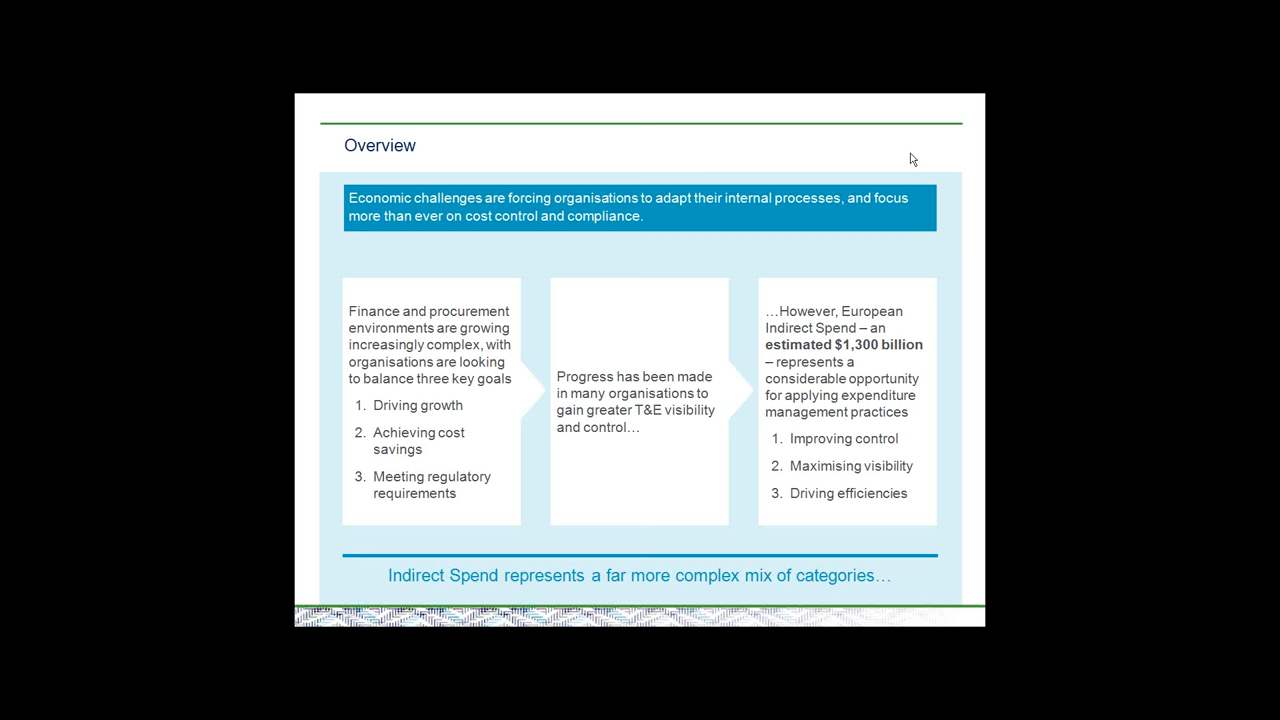 Overview
Economic challenges are forcing organisations to adapt their internal processes, and focus
more than ever on cost control and compliance.
Finance and procurement
environments are growing
increasingly complex, with
organisations are looking
to balance three key goals
1. Driving growth
2. Achieving cost
savings
3. Meeting regulatory
requirements
Progress has been made
in many organisations to
gain greater T&E visibility
and control…
…However, European
Indirect Spend – an
estimated $1,300 billion
– represents a
considerable opportunity
for applying expenditure
management practices
1. Improving control
2. Maximising visibility
3. Driving efficiencies
Indirect Spend represents a far more complex mix of categories…